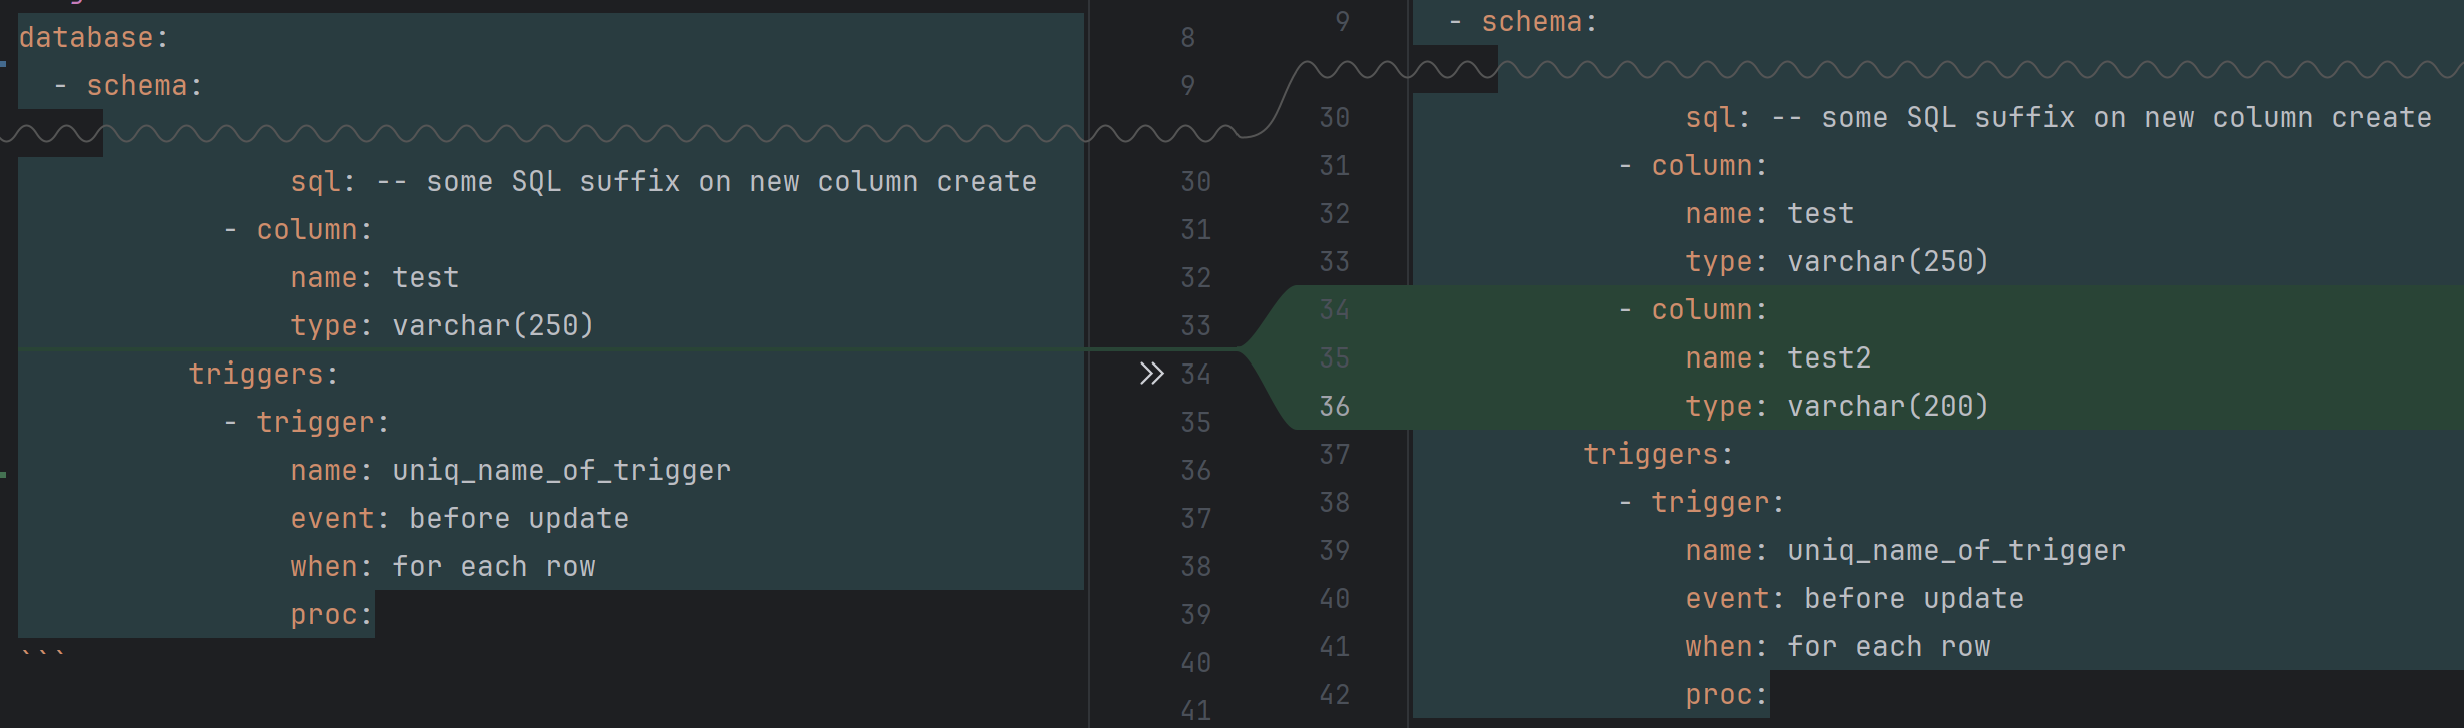 database:
  - schema:
                sql: -- some SQL suffix on new column create
            - column:
                name: test
                type: varchar(250)
          triggers:
            - trigger:
                name: uniq_name_of_trigger
                event: before update
                when: for each row
                proc:
```
8
9
30
31
32
33
34
35
36
37
38
39
40
41
9
30
31
32
33
34
35
36
37
38
39
40
41
42
  - schema:
                sql: -- some SQL suffix on new column create
            - column:
                name: test
                type: varchar(250)
            - column:
                name: test2
                type: varchar(200)
          triggers:
            - trigger:
                name: uniq_name_of_trigger
                event: before update
                when: for each row
                proc: